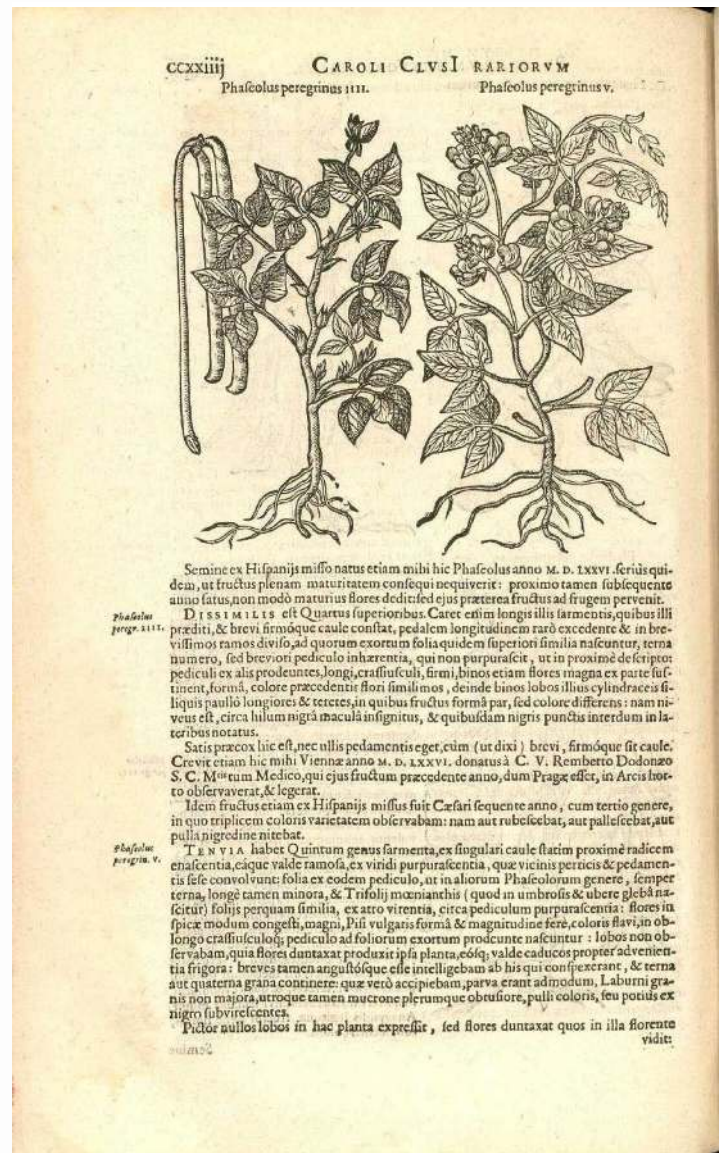 ccxxiiij CAROLI CLVSI RARIORVM
Phaſeolus peregrinus IIII. Phaſeolus peregrinus v.
Semine ex Hiſpanijs miſſo natus etiam mihi hic Phaſeolus anno M. D. LXXVI. ſeriùs qui-
dem, ut fructus plenam maturitatem conſequi nequiverit: proximo tamen ſubſequente
anno ſatus, non modò maturius flores dedit: ſed ejus præterea fructus ad frugem pervenit.
Phaſeolus
peregr. IIII.
DISSIMILIS eſt Quartus ſuperioribus. Caret enim longis illis ſarmentis, quibus illi
præditi, & brevi firmóque caule conſtat, pedalem longitudinem rarò excedente & in bre-
viſſimos ramos diviſo, ad quorum exortum folia quidem ſuperiori ſimilia naſcuntur, terna
numero, ſed breviori pediculo inhærentia, qui non purpuraſcit, ut in proximè deſcripto:
pediculi ex alis prodeuntes, longi, craſſiuſculi, firmi, binos etiam flores magna ex parte ſuſ-
tinent, formâ, colore præcedentis flori ſimilimos, deinde binos lobos illius cylindraceis ſi-
liquis paullò longiores & teretes, in quibus fructus formâ par, ſed colore differens: nam ni-
veus eſt, circa hilum nigrâ maculâ inſignitus, & quibuſdam nigris punctis interdum in la-
teribus notatus.
Satis præcox hic eſt, nec ullis pedamentis eget, cùm (ut dixi) brevi, firmóque ſit caule.
Crevit etiam hic mihi Viennæ anno M. D. LXXVI. donatus à C. V. Remberto Dodonæo
S. C. Mtis tum Medico, qui ejus fructum præcedente anno, dum Pragæ eſſet, in Arcis hor-
to obſervaverat, & legerat.
Idem fructus etiam ex Hiſpanijs miſſus fuit Cæſari ſequente anno, cum tertio genere,
in quo triplicem coloris varietatem obſervabam: nam aut rubeſcebat, aut palleſcebat, aut
pulla nigredine nitebat.
Phaſeolus
peregrin. V.
TENVIA habet Quintum genus ſarmenta, ex ſingulari caule ſtatim proximè radicem
enaſcentia, eáque valde ramoſa, ex viridi purpuraſcentia, quæ vicinis perticis & pedamen-
tis ſeſe convolvunt: folia ex eodem pediculo, ut in aliorum Phaſeolorum genere, ſemper
terna, longè tamen minora, & Trifolij mœnianthis (quod in umbroſis & ubere glebâ na-
ſcitur) folijs perquam ſimilia, ex atro virentia, circa pediculum purpuraſcentia: flores in
ſpicæ modum congeſti, magni, Piſi vulgaris formâ & magnitudine ferè, coloris flavi, in ob-
longo craſſiuſculoq; pediculo ad foliorum exortum prodeunte naſcuntur: lobos non ob-
ſervabam, quia flores duntaxat produxit ipſa planta, eóſq; valde caducos propter advenien-
tia frigora: breves tamen anguſtóſque eſſe intelligebam ab his qui conſpexerant, & terna
aut quaterna grana continere: quæ verò accipiebam, parva erant admodum, Laburni gra-
nis non majora, utroque tamen mucrone plerumque obtuſiore, pulli coloris, ſeu potiùs ex
nigro ſubvireſcentes.
Pictor nullos lobos in hac planta expreſſit, ſed flores duntaxat quos in illa florente
vidit: